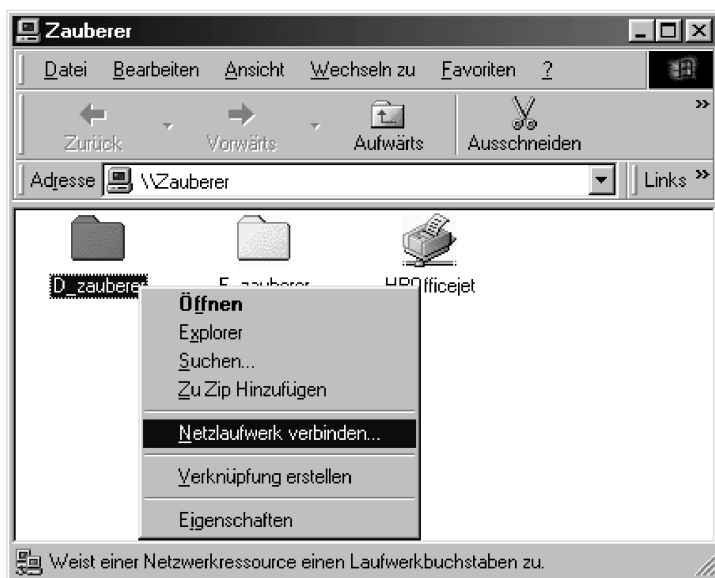 Zauberer
Datei Bearbeiten Ansicht Wechseln zu Favoriten ?
Zurück Vorwärts Aufwärts Ausschneiden »
Adresse \\Zauberer Links »
D_zauberer HPOfficejet
Öffnen
Explorer
Suchen...
Zu Zip Hinzufügen
Netzlaufwerk verbinden...
Verknüpfung erstellen
Eigenschaften
Weist einer Netzwerkressource einen Laufwerkbuchstaben zu.